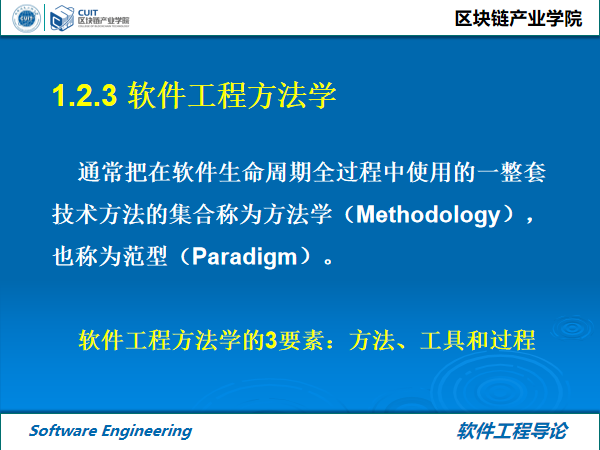 CUIT
CUIT
区块链产业学院
区块链产业学院
1.2.3 软件工程方法学
通常把在软件生命周期全过程中使用的一整套
技术方法的集合称为方法学（Methodology），
也称为范型（Paradigm）。
软件工程方法学的3要素：方法、工具和过程
Software Engineering
软件工程导论